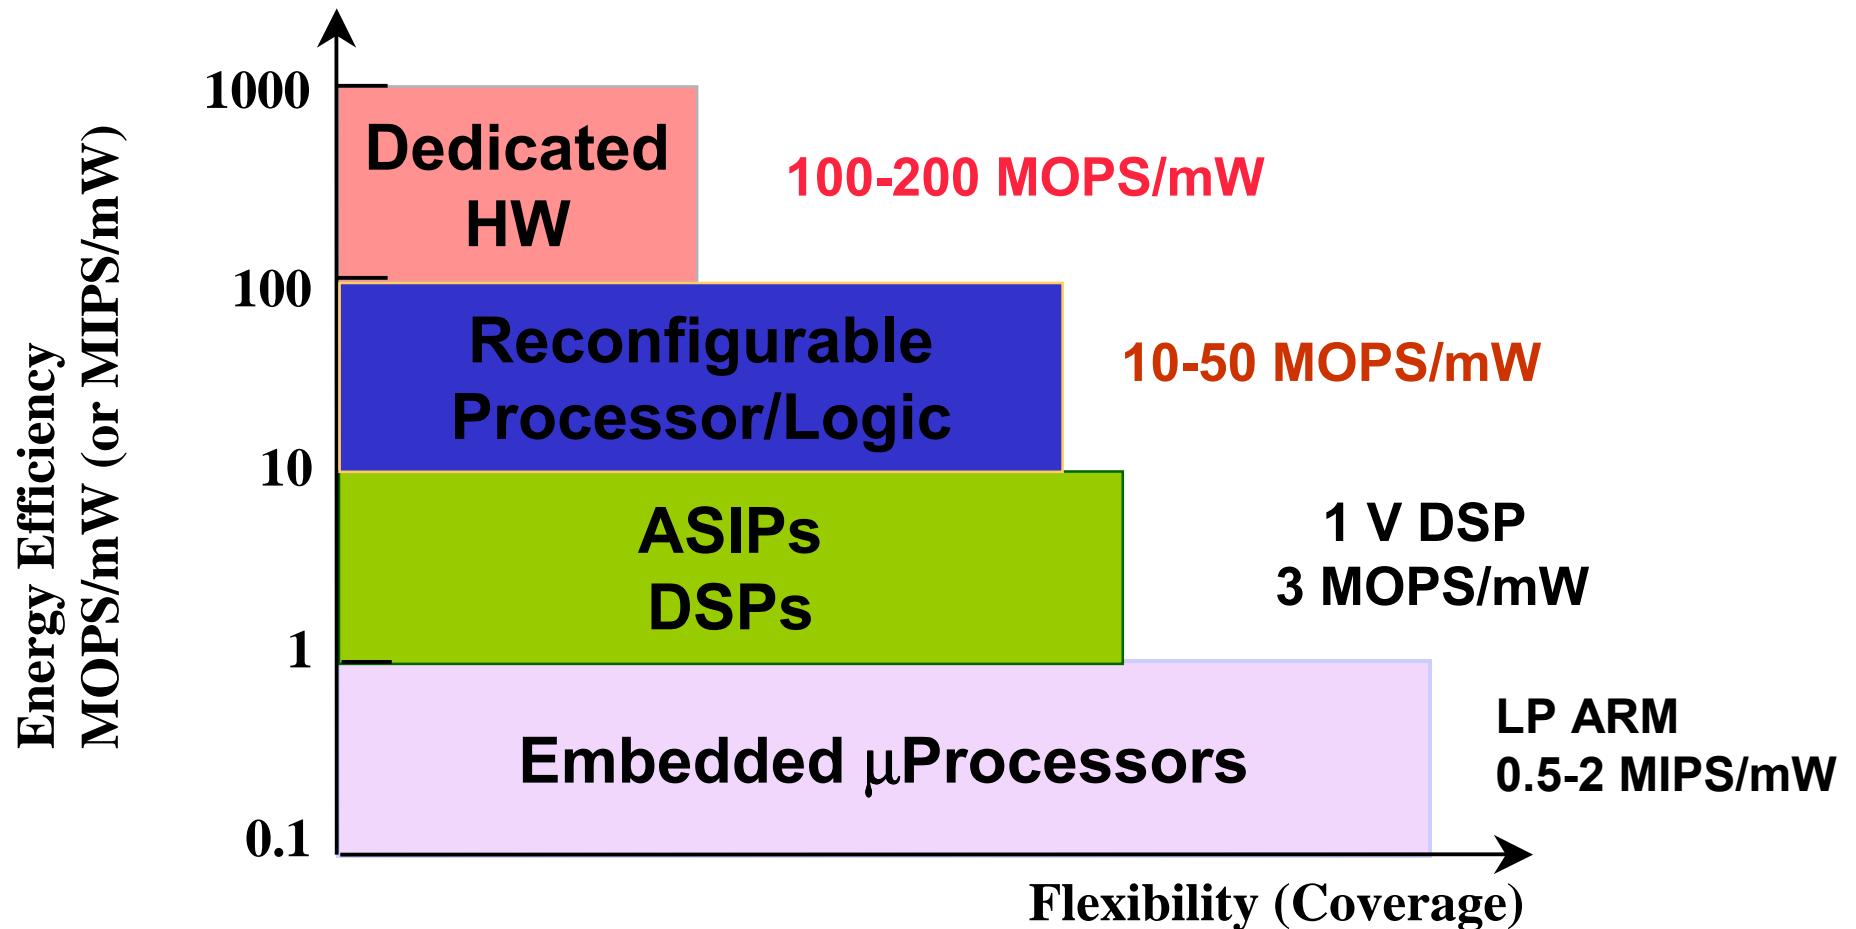 Energy Efficiency
MOPS/mW (or MIPS/mW)
1000
100
10
1
0.1
Dedicated
HW
100-200 MOPS/mW
Reconfigurable
Processor/Logic
10-50 MOPS/mW
ASIPs
DSPs
1 V DSP
3 MOPS/mW
Embedded μProcessors
LP ARM
0.5-2 MIPS/mW
Flexibility (Coverage)